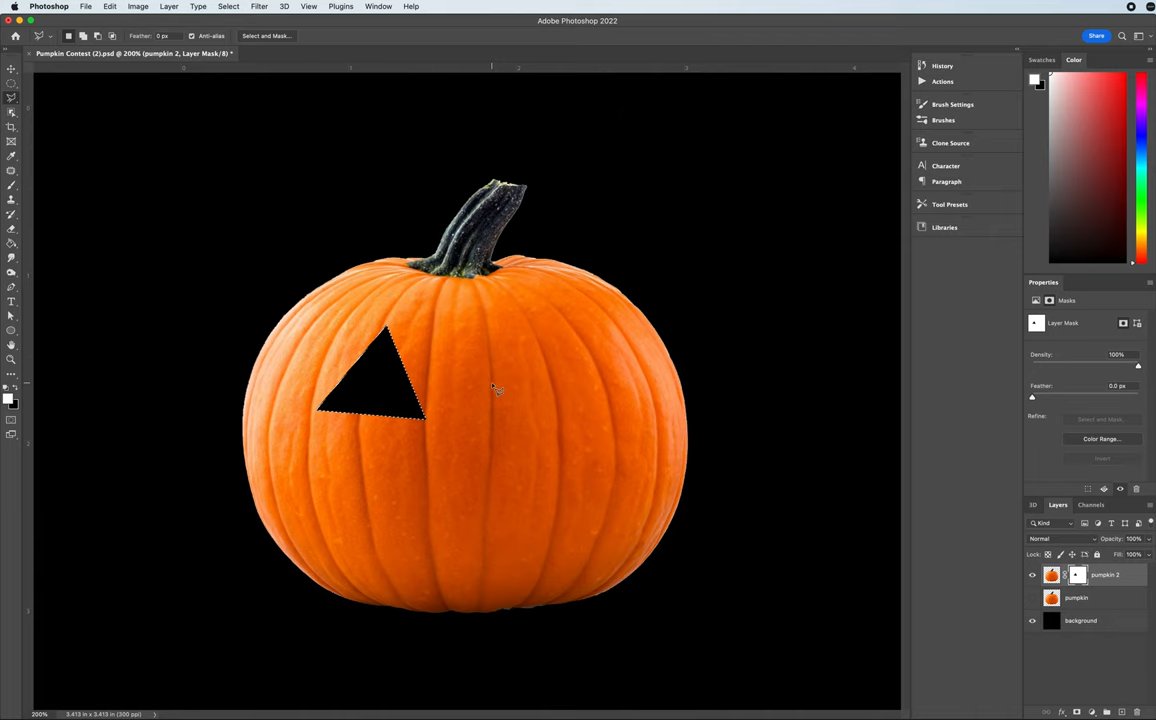 Photoshop File Edit Image Layer Type Select Filter 3D View Plugins Window Help
Adobe Photoshop 2022
Feather: 0 px Anti-alias Select and Mask... Share
Pumpkin Contest (2).psd @ 200% (pumpkin 2, Layer Mask/8) *
History
Actions
Brush Settings
Brushes
Clone Source
Character
Paragraph
Tool Presets
Libraries
Swatches Color
Properties
Masks
Layer Mask
Density: 100%
Feather: 0.0 px
Refine: Select and Mask...
Color Range...
Invert
3D Layers Channels
Kind
Normal Opacity: 100%
Lock: Fill: 100%
pumpkin 2
pumpkin
background
200% 3.413 in x 3.413 in (300 ppi)